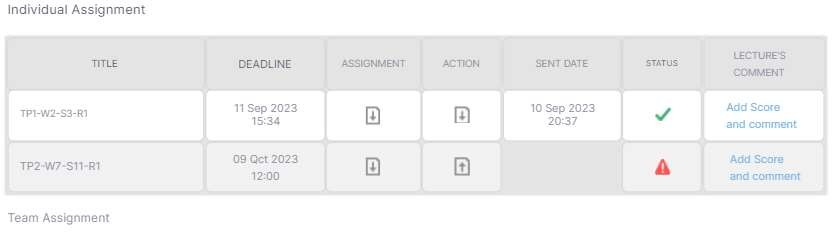 Individual Assignment
TITLE DEADLINE ASSIGNMENT ACTION SENT DATE STATUS LECTURE'S COMMENT
TP1-W2-S3-R1
11 Sep 2023
15:34
10 Sep 2023
20:37
Add Score
and comment
TP2-W7-S11-R1
09 Qct 2023
12:00
Add Score
and comment
Team Assignment